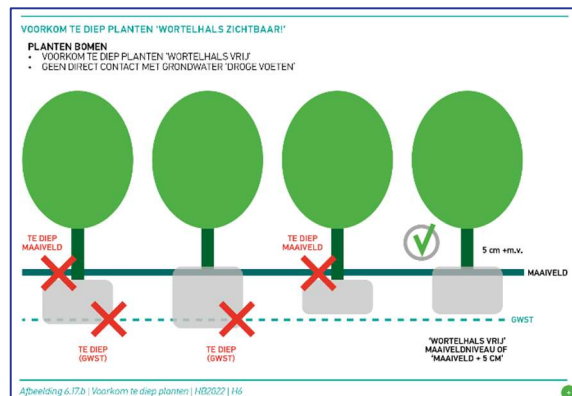 VOORKOM TE DIEP PLANTEN 'WORTELHALS ZICHTBAAR!'
PLANTEN BOMEN
• VOORKOM TE DIEP PLANTEN 'WORTELHALS VRIJ'
• GEEN DIRECT CONTACT MET GRONDWATER 'DROGE VOETEN'
TE DIEP
MAAIVELD
TE DIEP
MAAIVELD
5 cm +m.v.
MAAIVELD
GWST
TE DIEP
(GWST)
TE DIEP
(GWST)
'WORTELHALS VRIJ'
MAAIVELDNIVEAU OF
'MAAIVELD + 5 CM'
Afbeelding 6.17.b | Voorkom te diep planten | HB2022 | H6